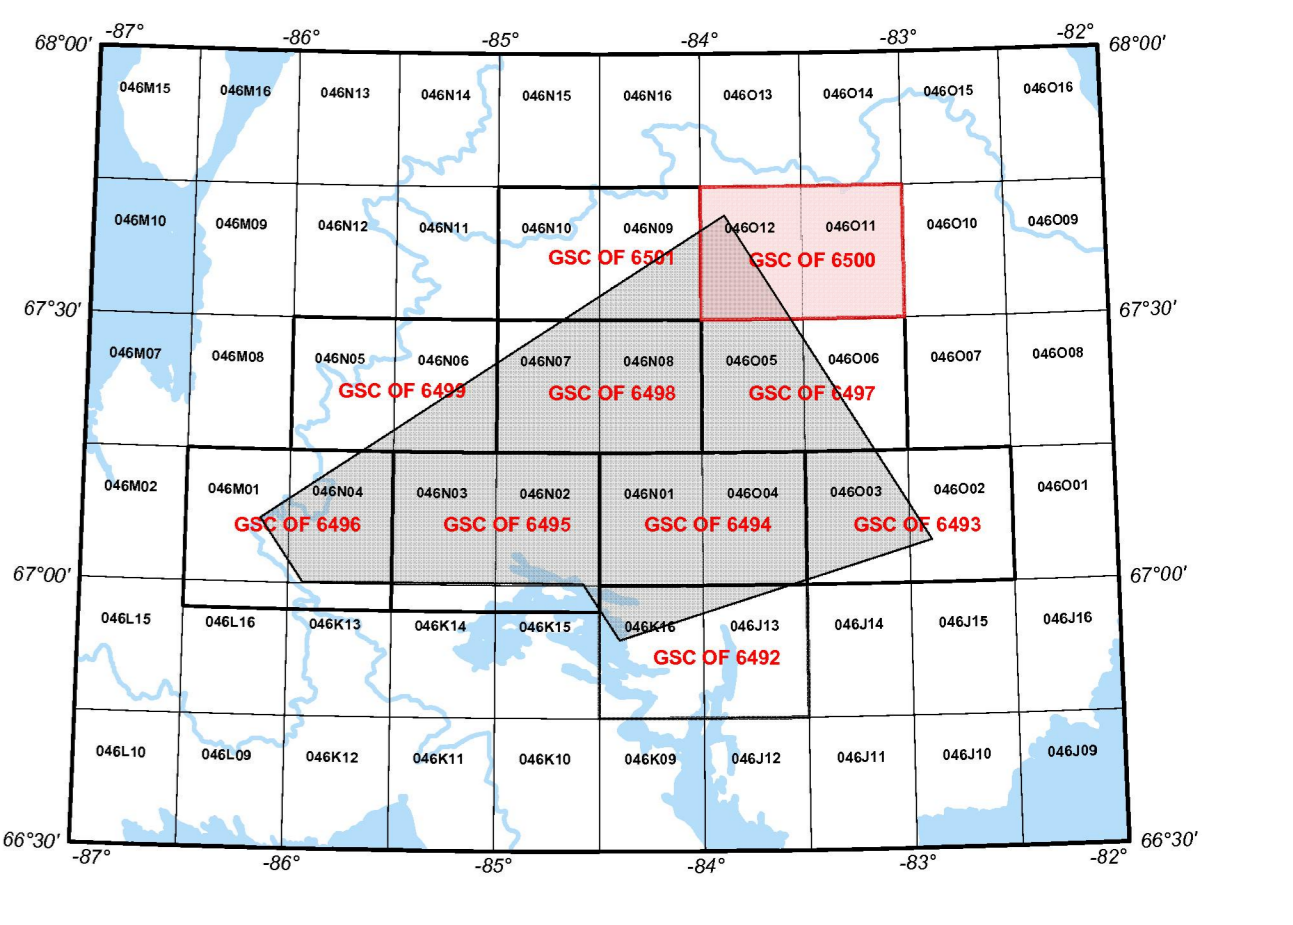 -87° -86° -85° -84° -83° -82°
68°00' 68°00'
046M15 046M16 046N13 046N14 046N15 046N16 046O13 046O14 046O15 046O16
046M10 046M09 046N12 046N11 046N10 046N09 046O12 046O11 046O10 046O09
GSC OF 6501 GSC OF 6500
67°30' 67°30'
046M07 046M08 046N05 046N06 046N07 046N08 046O05 046O06 046O07 046O08
GSC OF 6499 GSC OF 6498 GSC OF 6497
046M02 046M01 046N04 046N03 046N02 046N01 046O04 046O03 046O02 046O01
GSC OF 6496 GSC OF 6495 GSC OF 6494 GSC OF 6493
67°00' 67°00'
046L15 046L16 046K13 046K14 046K15 046K16 046J13 046J14 046J15 046J16
GSC OF 6492
046L10 046L09 046K12 046K11 046K10 046K09 046J12 046J11 046J10 046J09
66°30' 66°30'
-87° -86° -85° -84° -83° -82°